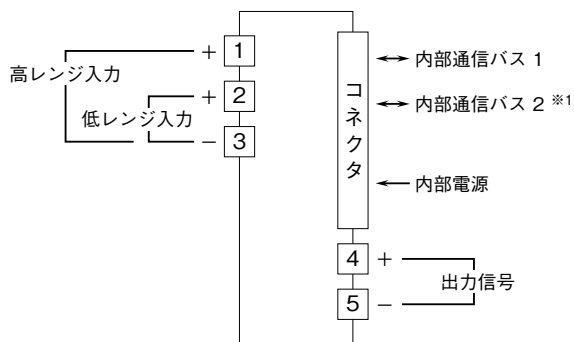 高レンジ入力
低レンジ入力
+ 1
+ 2
− 3
コネクタ
内部通信バス 1
内部通信バス 2 ※1
内部電源
4 +
5 −
出力信号